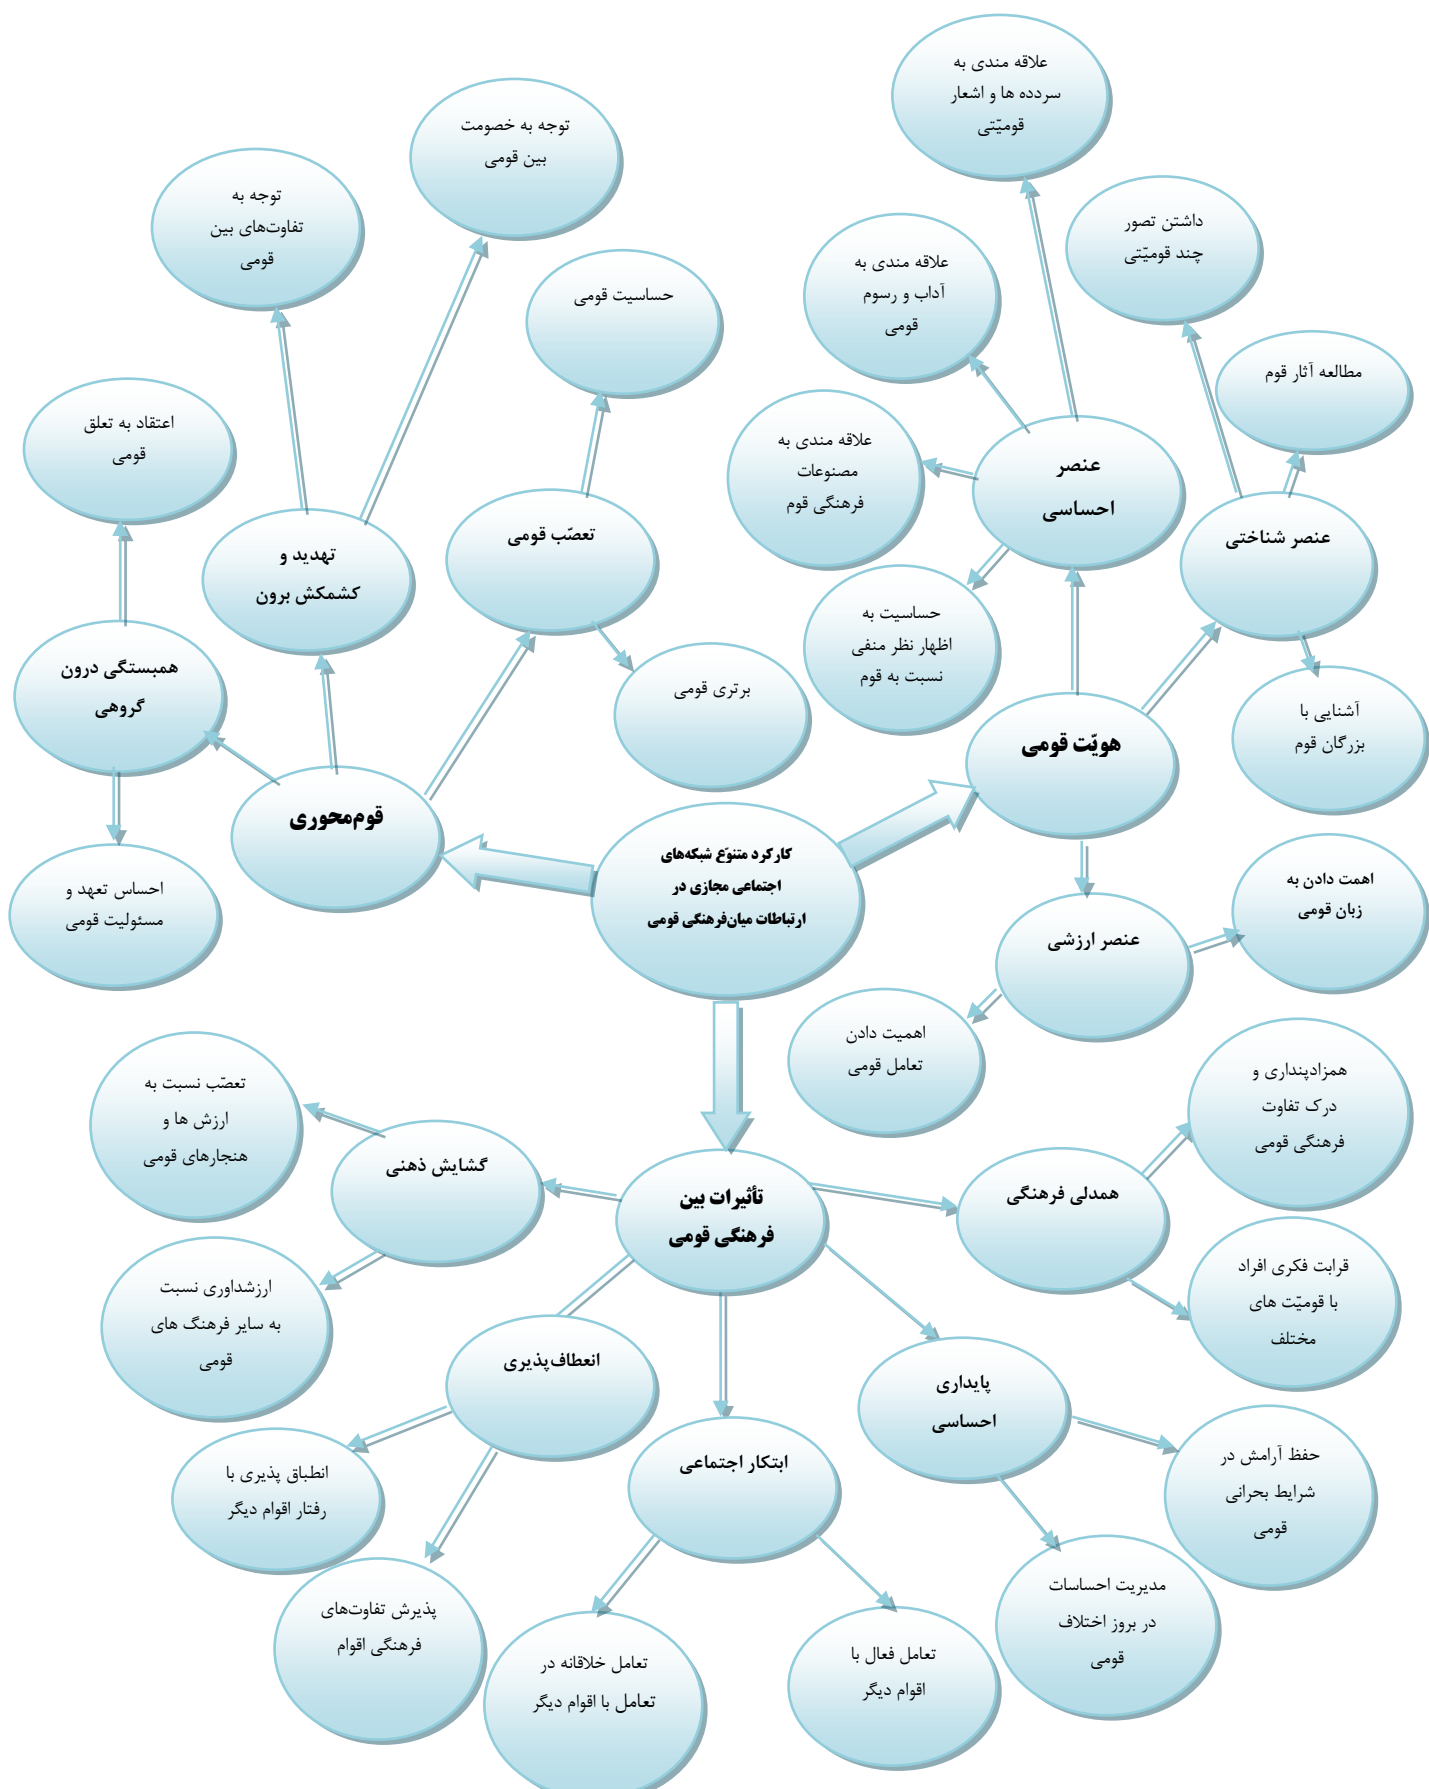 علاقه مندی به
سردده ها و اشعار
قومیّتی
توجه به خصومت
بین قومی
توجه به
تفاوت‌های بین
قومی
داشتن تصور
چند قومیّتی
علاقه مندی به
آداب و رسوم
قومی
حساسیت قومی
مطالعه آثار قوم
اعتقاد به تعلق
قومی
علاقه مندی به
مصنوعات
فرهنگی قوم
عنصر
احساسی
عنصر شناختی
تعصّب قومی
تهدید و
کشمکش برون
حساسیت به
اظهار نظر منفی
نسبت به قوم
همبستگی درون
گروهی
برتری قومی
آشنایی با
بزرگان قوم
هویّت قومی
قوم‌محوری
کارکرد متنوّع شبکه‌های
اجتماعی مجازی در
ارتباطات میان‌فرهنگی قومی
احساس تعهد و
مسئولیت قومی
اهمت دادن به
زبان قومی
عنصر ارزشی
اهمیت دادن
تعامل قومی
همزادپنداری و
درک تفاوت
فرهنگی قومی
تعصّب نسبت به
ارزش ها و
هنجارهای قومی
گشایش ذهنی
تأثیرات بین
فرهنگی قومی
همدلی فرهنگی
قرابت فکری افراد
با قومیّت های
مختلف
ارزشداوری نسبت
به سایر فرهنگ های
قومی
انعطاف‌پذیری
پایداری
احساسی
ابتکار اجتماعی
انطباق پذیری با
رفتار اقوام دیگر
حفظ آرامش در
شرایط بحرانی
قومی
مدیریت احساسات
در بروز اختلاف
قومی
پذیرش تفاوت‌های
فرهنگی اقوام
تعامل خلاقانه در
تعامل با اقوام دیگر
تعامل فعال با
اقوام دیگر